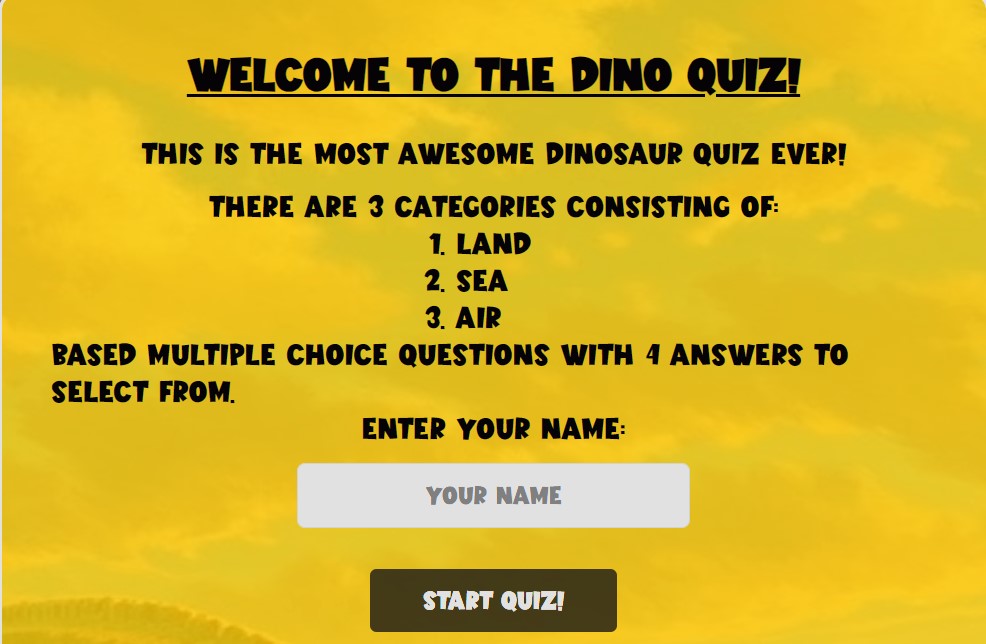 WELCOME TO THE DINO QUIZ!
THIS IS THE MOST AWESOME DINOSAUR QUIZ EVER!
THERE ARE 3 CATEGORIES CONSISTING OF:
1. LAND
2. SEA
3. AIR
BASED MULTIPLE CHOICE QUESTIONS WITH 4 ANSWERS TO
SELECT FROM.
ENTER YOUR NAME:
YOUR NAME
START QUIZ!